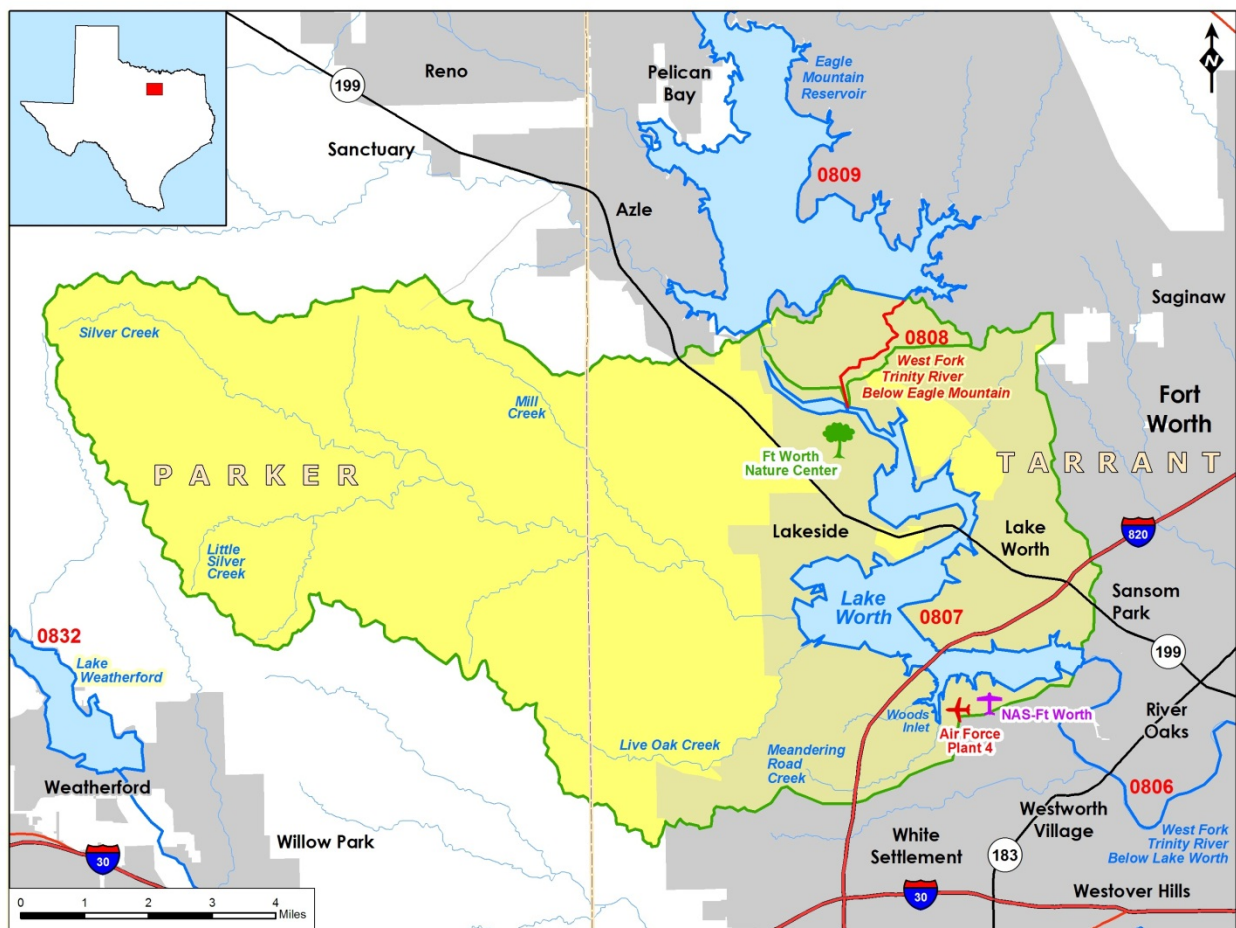 Reno
Pelican
Bay
Eagle
Mountain
Reservoir
N
199
Sanctuary
0809
Azle
Saginaw
Silver Creek
0808
West Fork
Trinity River
Below Eagle Mountain
Mill
Creek
Fort
Worth
Ft Worth
Nature Center
PARKER
TARRANT
Lakeside
Lake
Worth
820
Little
Silver
Creek
Lake
Worth
0807
Sansom
Park
0832
199
Lake
Weatherford
Woods
Inlet
NAS-Ft Worth
River
Oaks
Air Force
Plant 4
Live Oak Creek
Meandering
Road
Creek
Weatherford
0806
Westworth
Village
West Fork
Trinity River
Below Lake Worth
Willow Park
White
Settlement
183
30
30
Westover Hills
0 1 2 3 4
Miles